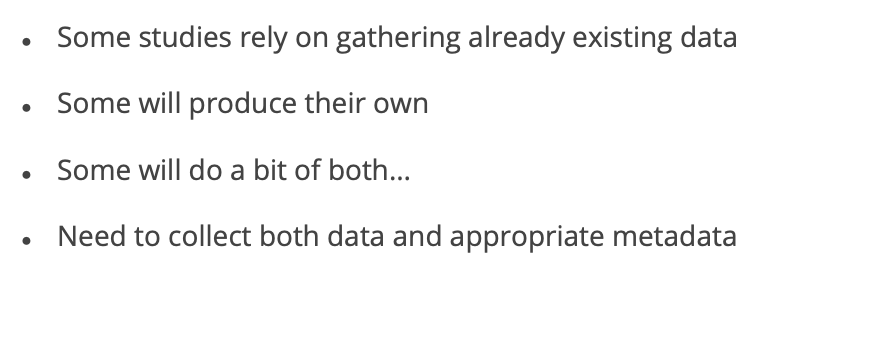 • Some studies rely on gathering already existing data
• Some will produce their own
• Some will do a bit of both...
• Need to collect both data and appropriate metadata